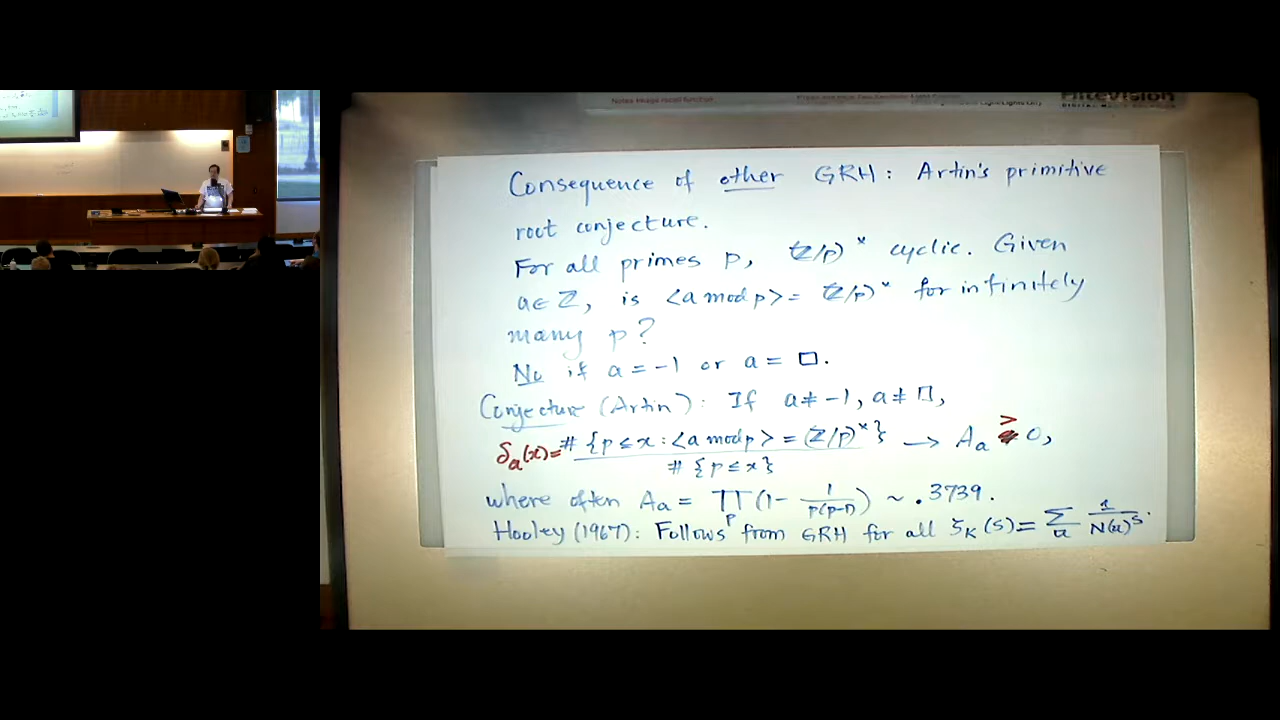 Consequence of other GRH: Artin's primitive
root conjecture.
For all primes p, (Z/p)^× cyclic. Given
a∈Z, is <a mod p> = (Z/p)^× for infinitely
many p?
No if a = -1 or a = □.
Conjecture (Artin): If a ≠ -1, a ≠ □,
δ_a(x) = #{p ≤ x : <a mod p> = (Z/p)^×} / #{p ≤ x} → A_a > 0,
where often A_a = ∏_p (1 - 1/(p(p-1))) ~ .3739.
Hooley (1967): Follows from GRH for all ζ_K(s) = Σ_a 1/N(a)^s.